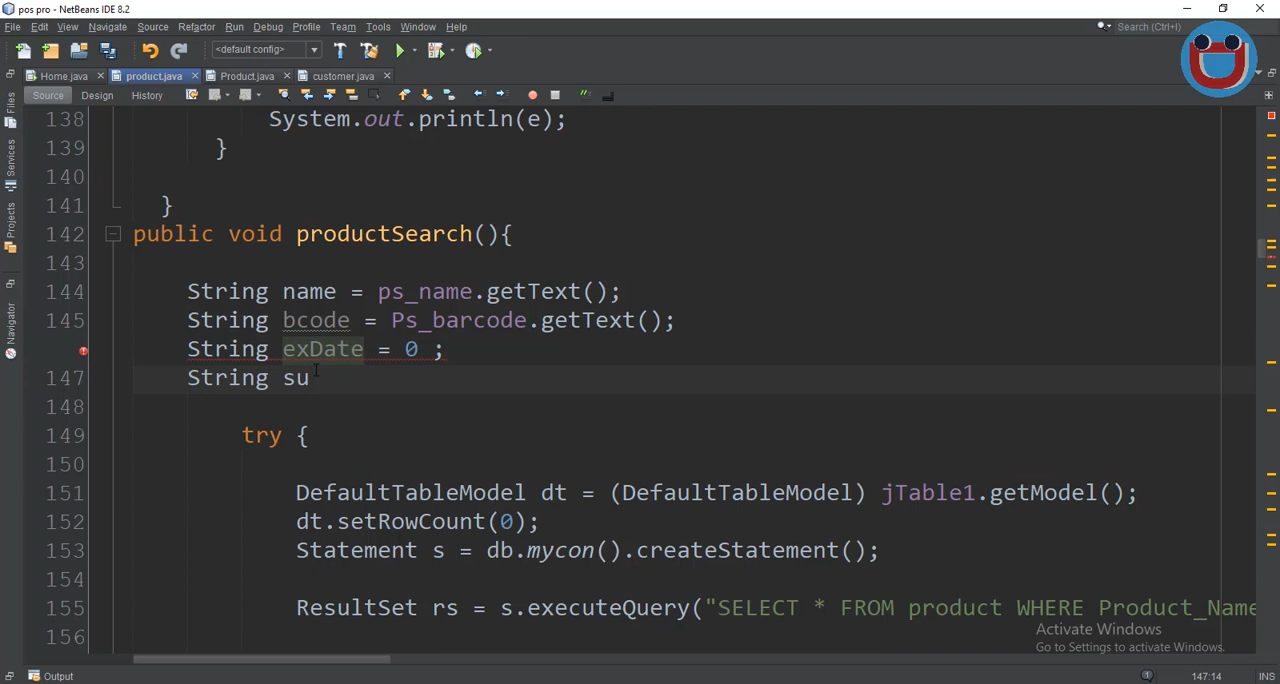 pos pro - NetBeans IDE 8.2
File Edit View Navigate Source Refactor Run Debug Profile Team Tools Window Help
Search (Ctrl+I)
<default config>
Home.java product.java Product.java customer.java
Source Design History
Files
Services
Projects
Navigator
138 System.out.println(e);
139 }
140
141 }
142 public void productSearch(){
143
144 String name = ps_name.getText();
145 String bcode = Ps_barcode.getText();
String exDate = 0 ;
147 String su
148
149 try {
150
151 DefaultTableModel dt = (DefaultTableModel) jTable1.getModel();
152 dt.setRowCount(0);
153 Statement s = db.mycon().createStatement();
154
155 ResultSet rs = s.executeQuery("SELECT * FROM product WHERE Product_Name
156
Activate Windows
Go to Settings to activate Windows.
Output
1
147:14
INS